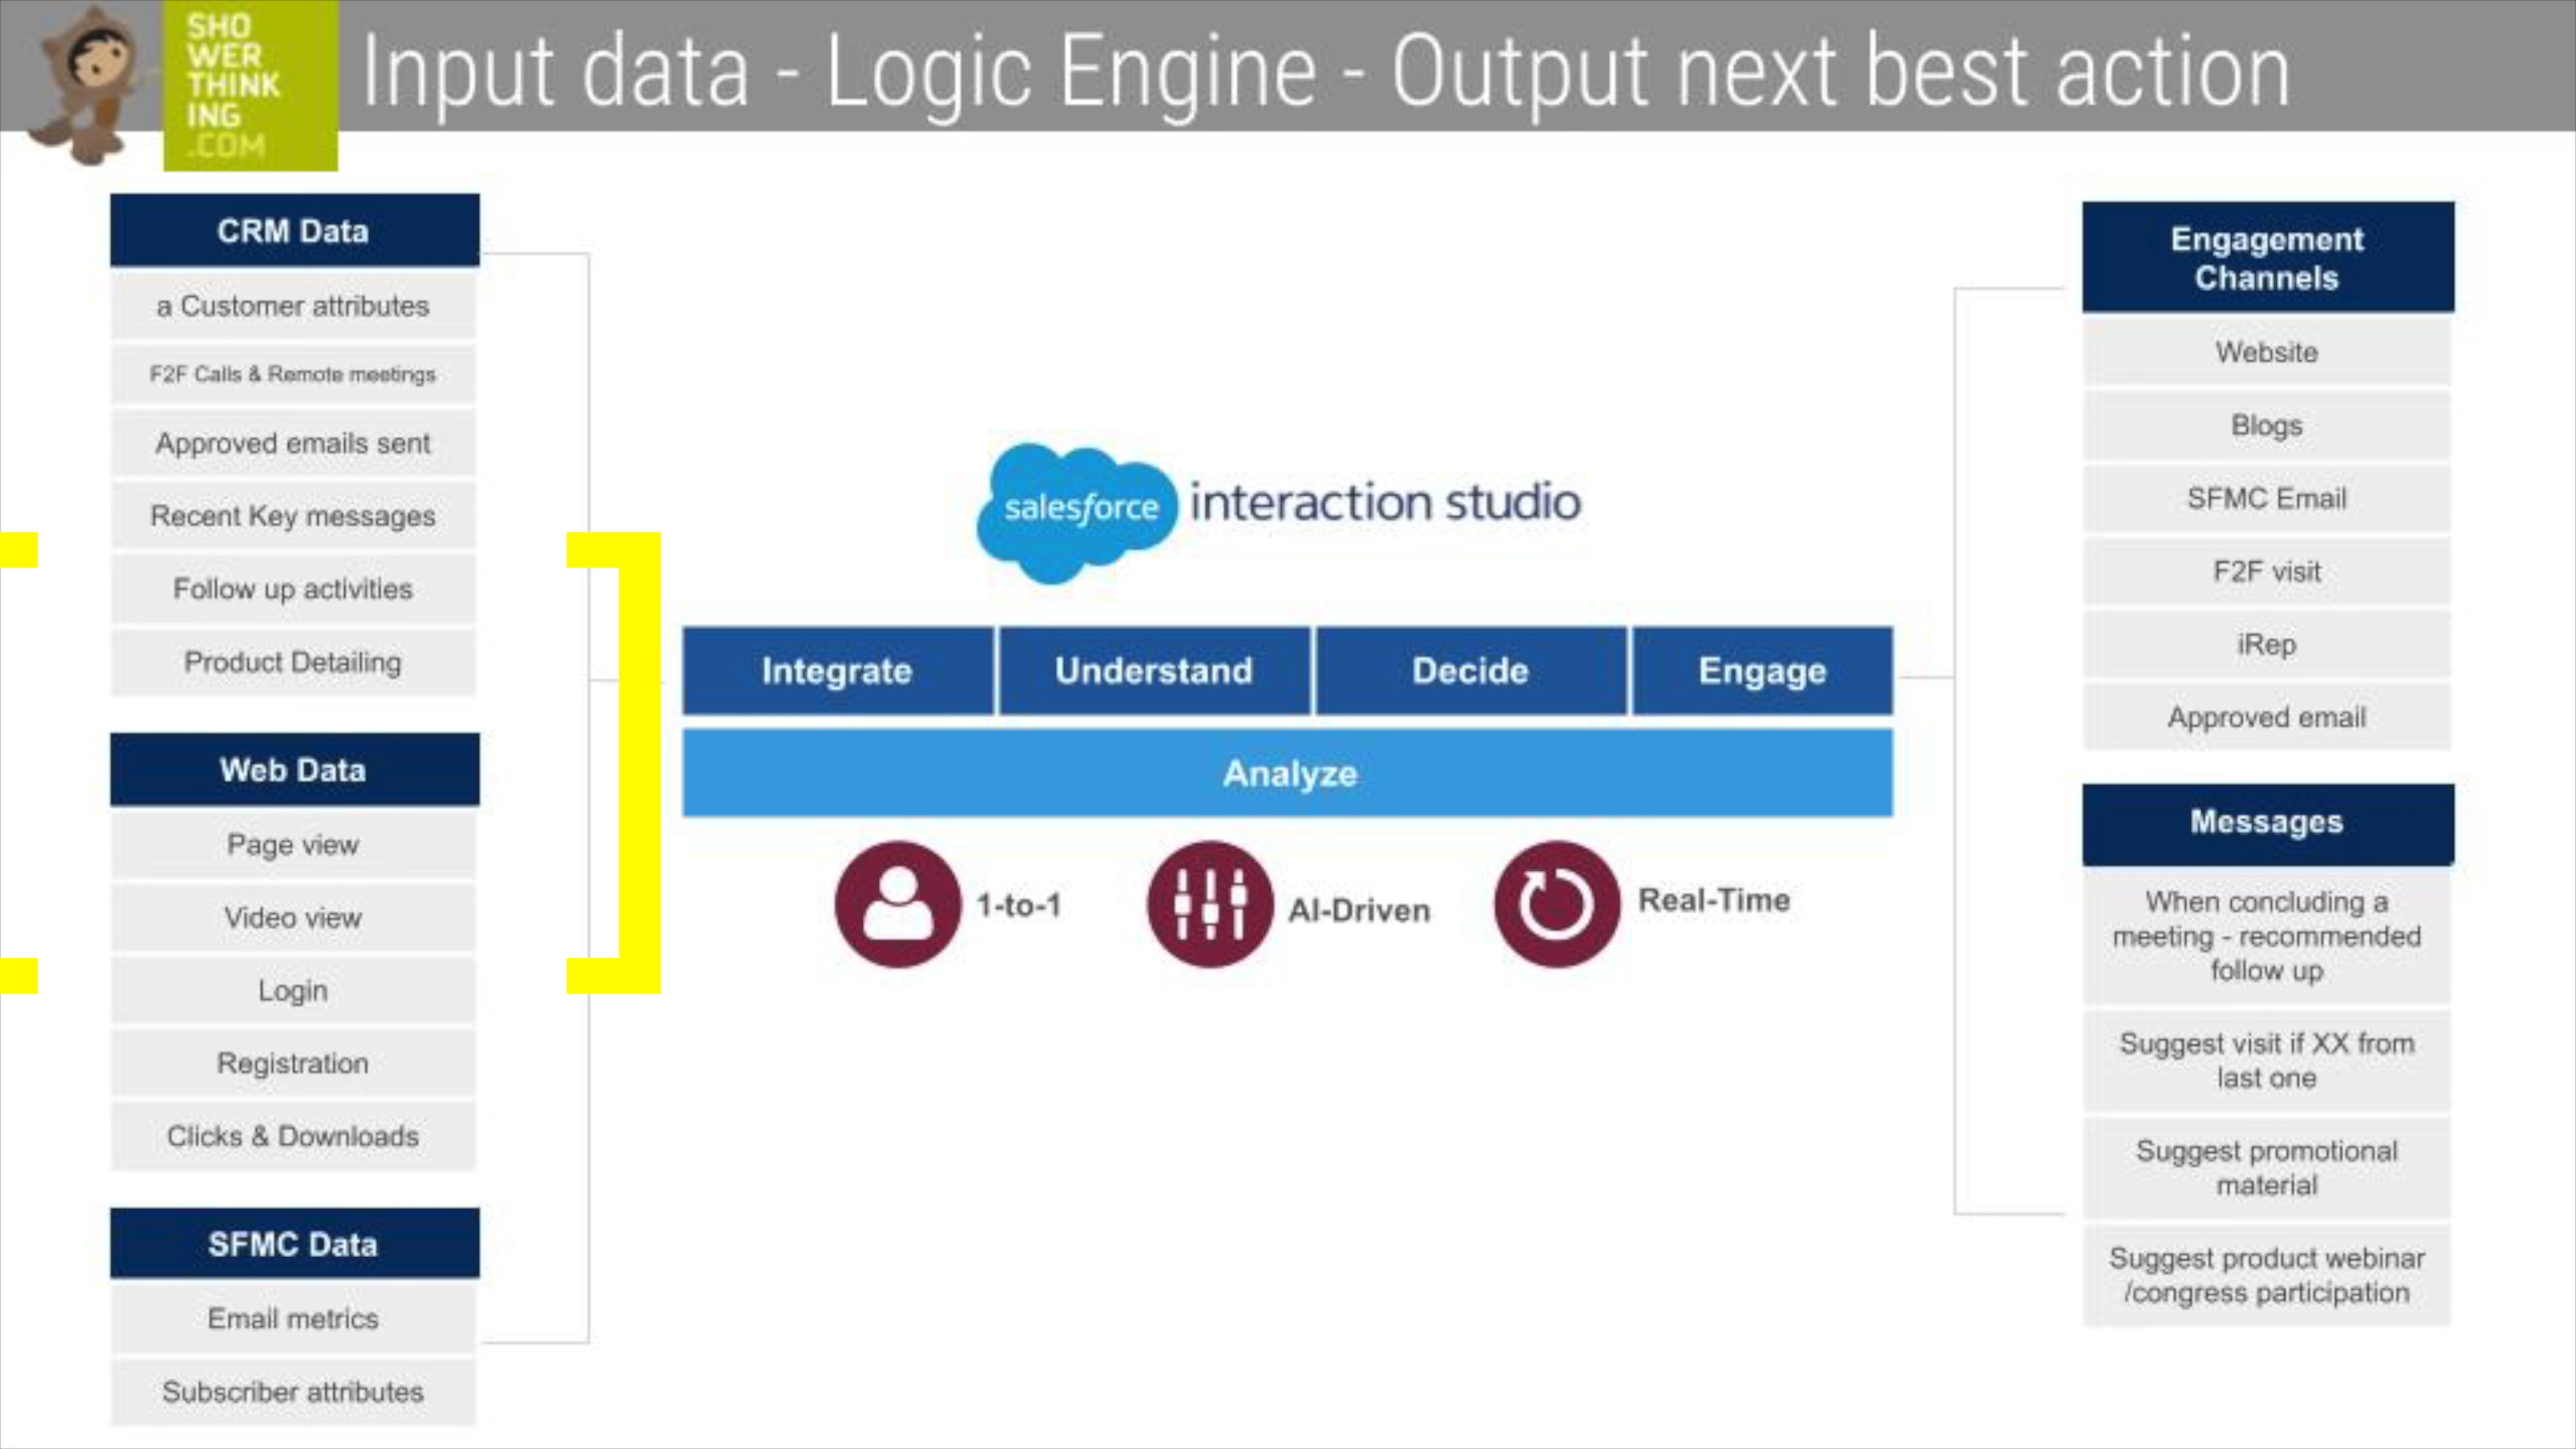 SHO
WER
THINK
ING
.COM
Input data - Logic Engine - Output next best action
CRM Data
a Customer attributes
F2F Calls & Remote meetings
Approved emails sent
Recent Key messages
Follow up activities
Product Detailing
Web Data
Page view
Video view
Login
Registration
Clicks & Downloads
SFMC Data
Email metrics
Subscriber attributes
salesforce interaction studio
Integrate
Understand
Decide
Engage
Analyze
1-to-1
AI-Driven
Real-Time
Engagement
Channels
Website
Blogs
SFMC Email
F2F visit
iRep
Approved email
Messages
When concluding a
meeting - recommended
follow up
Suggest visit if XX from
last one
Suggest promotional
material
Suggest product webinar
/congress participation